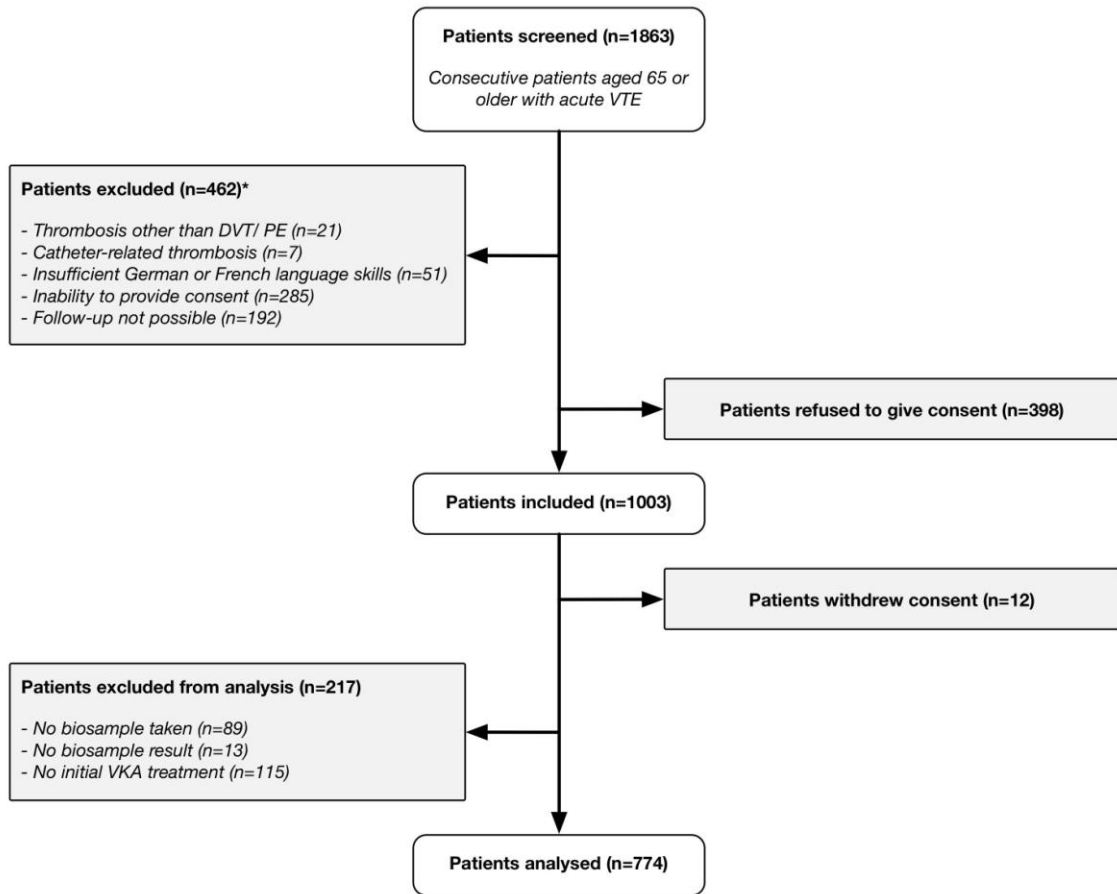 Patients screened (n=1863)
Consecutive patients aged 65 or
older with acute VTE
Patients excluded (n=462)*
- Thrombosis other than DVT/ PE (n=21)
- Catheter-related thrombosis (n=7)
- Insufficient German or French language skills (n=51)
- Inability to provide consent (n=285)
- Follow-up not possible (n=192)
Patients refused to give consent (n=398)
Patients included (n=1003)
Patients withdrew consent (n=12)
Patients excluded from analysis (n=217)
- No biosample taken (n=89)
- No biosample result (n=13)
- No initial VKA treatment (n=115)
Patients analysed (n=774)